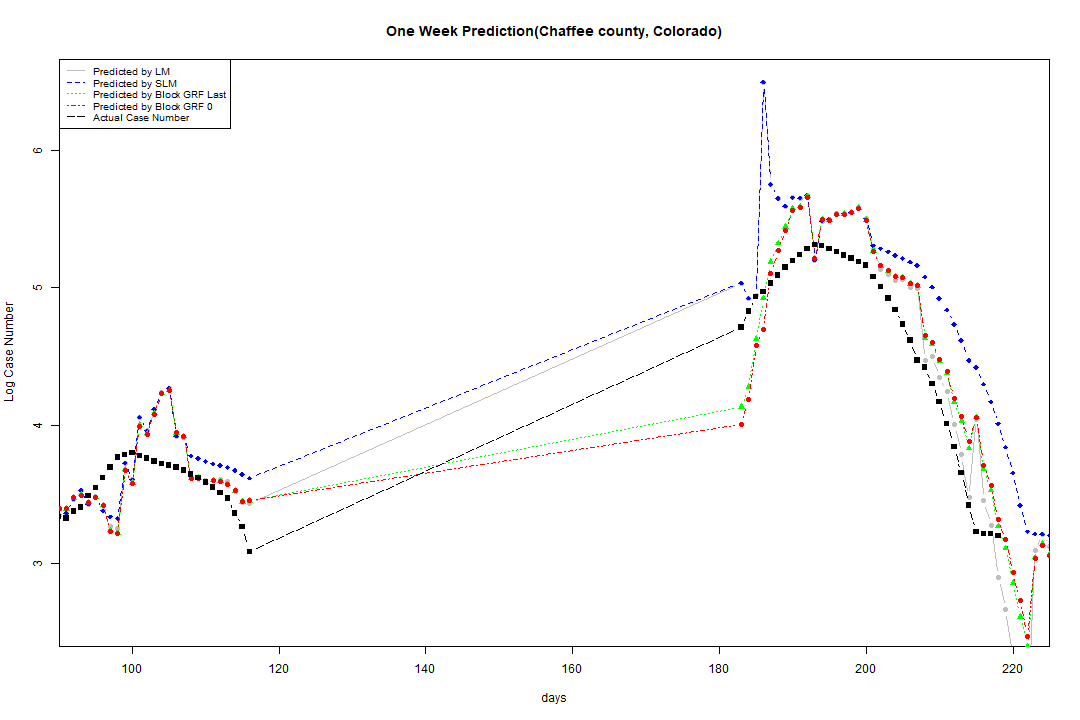 One Week Prediction(Chaffee county, Colorado)
Predicted by LM
Predicted by SLM
Predicted by Block GRF Last
Predicted by Block GRF 0
Actual Case Number
Log Case Number
6
5
4
3
100 120 140 160 180 200 220
days